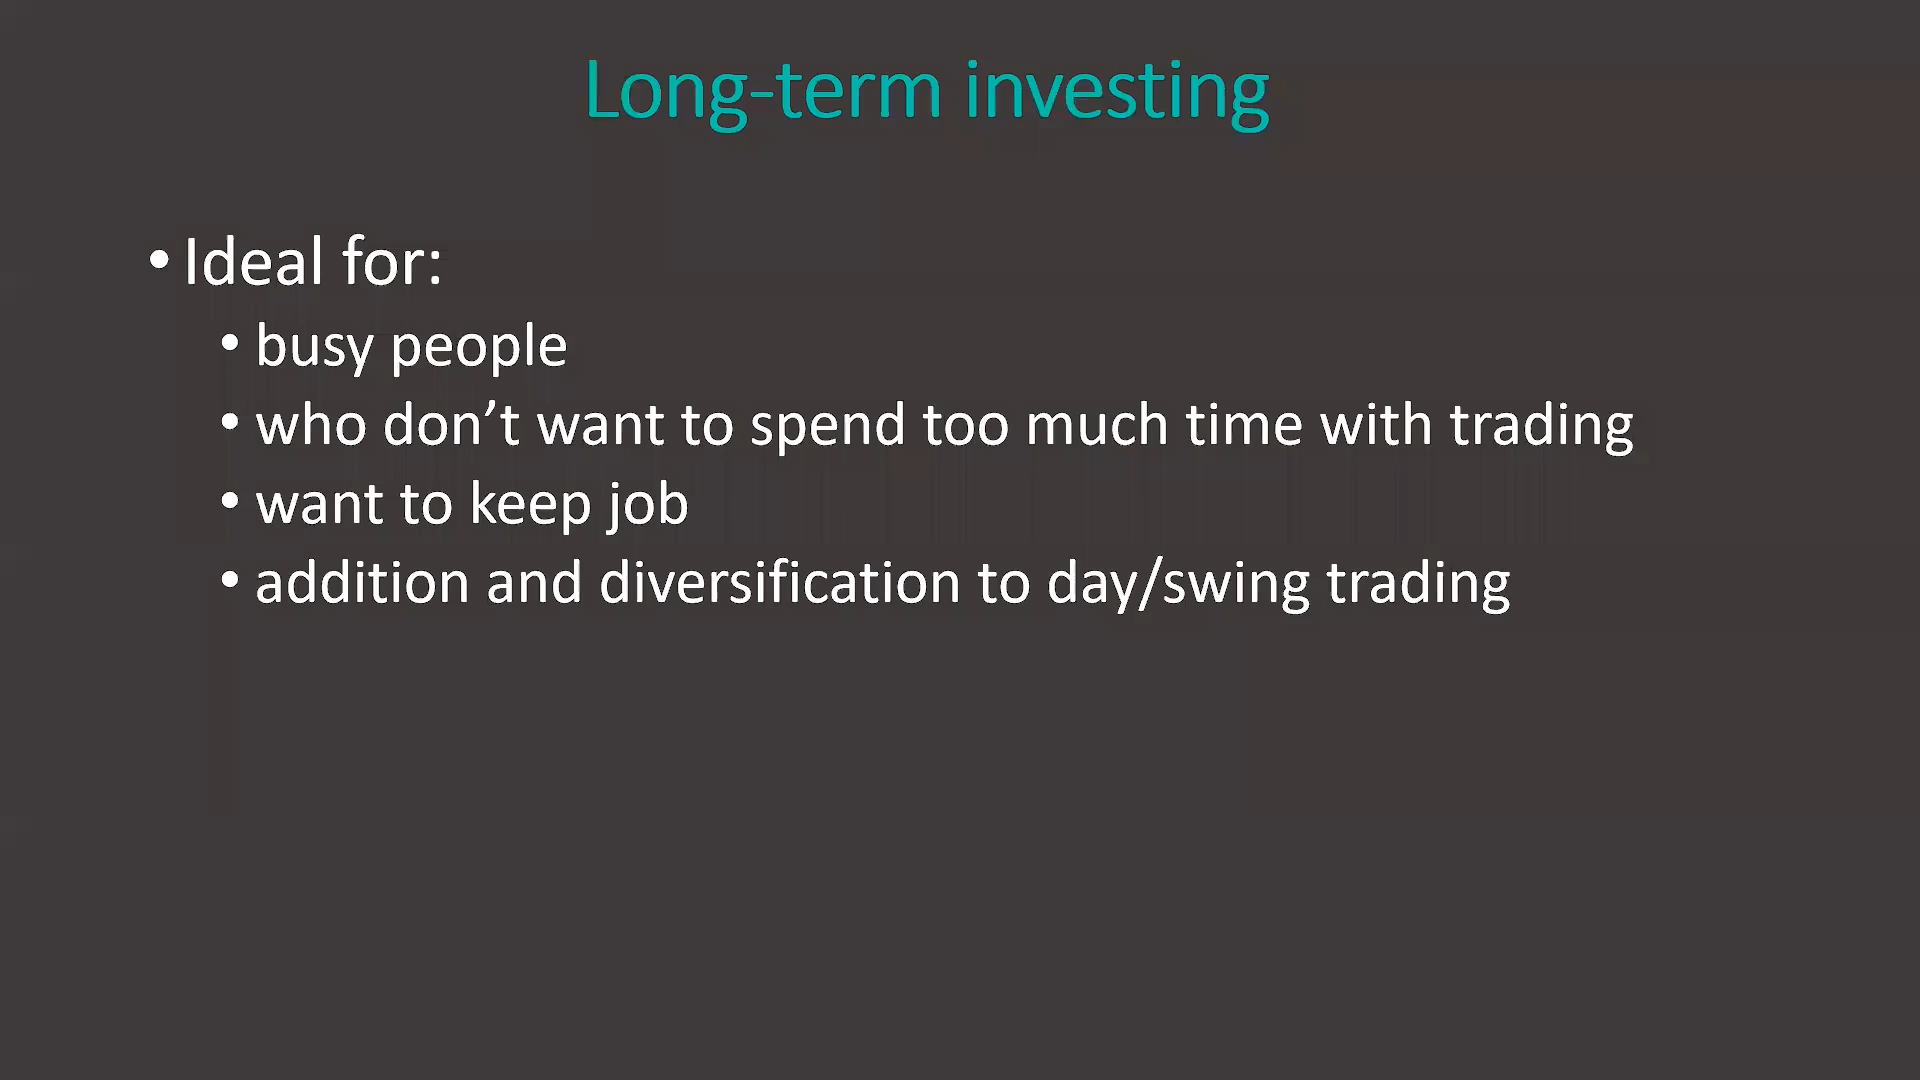 Long-term investing
• Ideal for:
• busy people
• who don’t want to spend too much time with trading
• want to keep job
• addition and diversification to day/swing trading